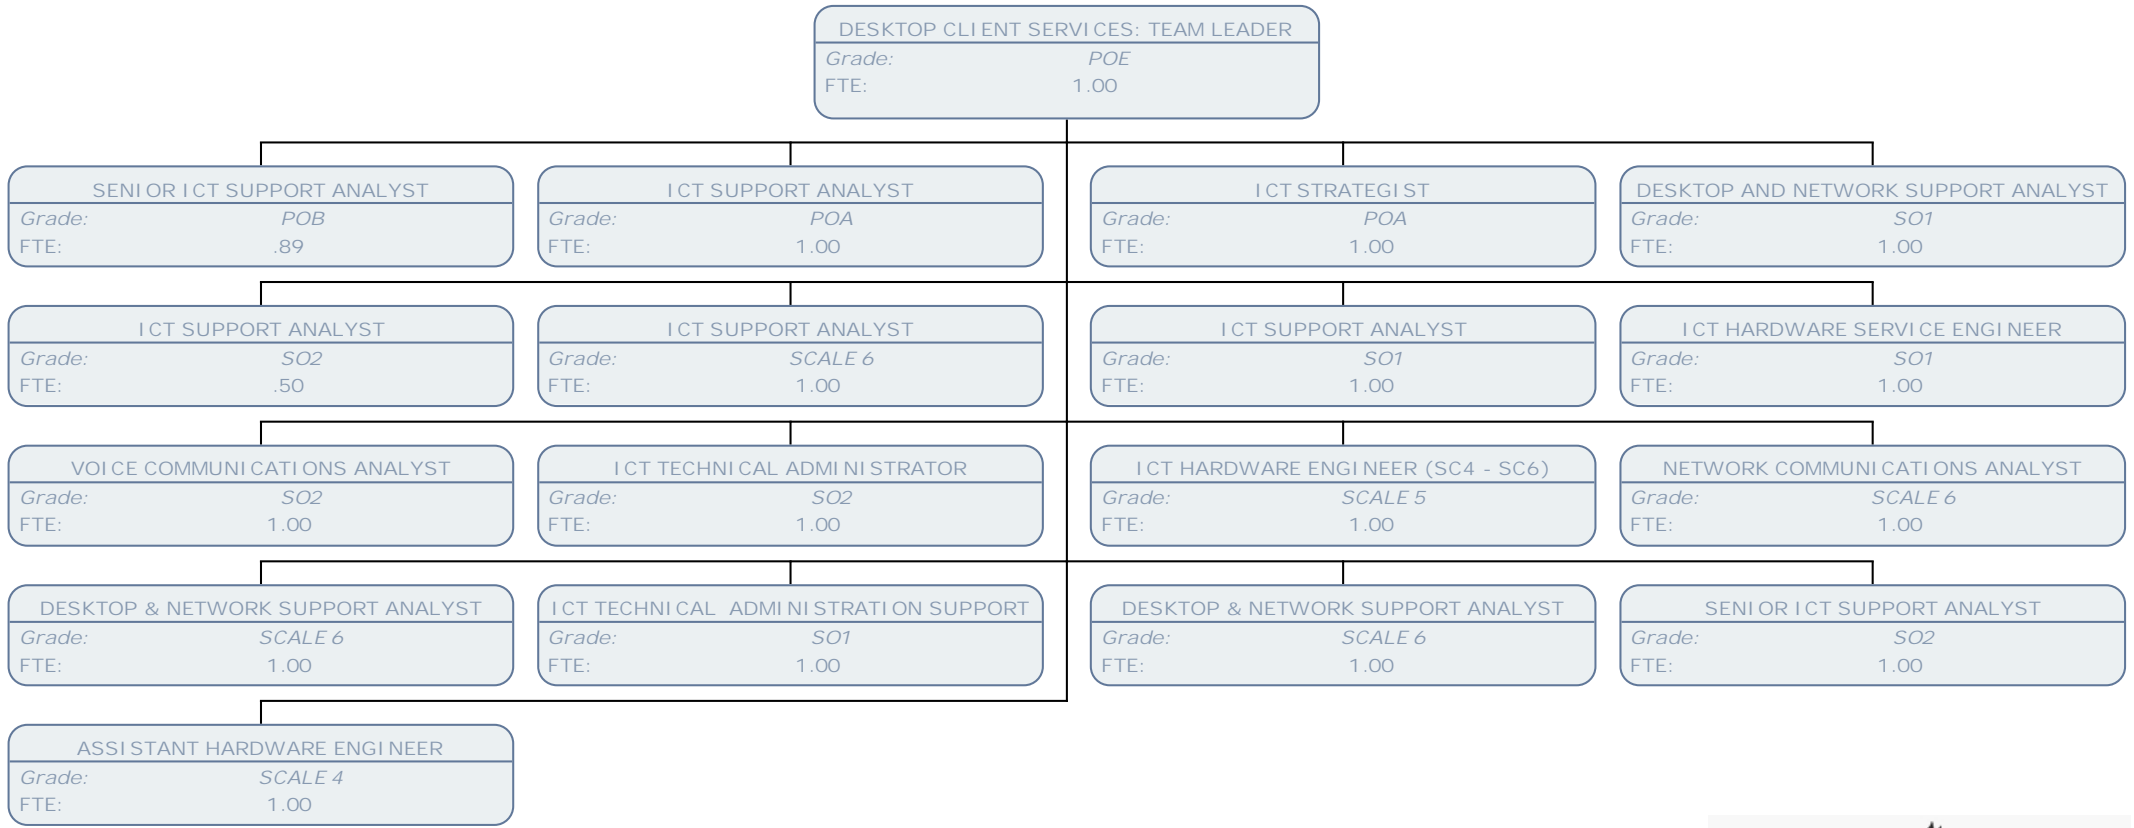 DESKTOP CLIENT SERVICES: TEAM LEADER
Grade: POE
FTE: 1.00
SENIOR ICT SUPPORT ANALYST
Grade: POB
FTE: .89
ICT SUPPORT ANALYST
Grade: POA
FTE: 1.00
ICT STRATEGIST
Grade: POA
FTE: 1.00
DESKTOP AND NETWORK SUPPORT ANALYST
Grade: SO1
FTE: 1.00
ICT SUPPORT ANALYST
Grade: SO2
FTE: .50
ICT SUPPORT ANALYST
Grade: SCALE 6
FTE: 1.00
ICT SUPPORT ANALYST
Grade: SO1
FTE: 1.00
ICT HARDWARE SERVICE ENGINEER
Grade: SO1
FTE: 1.00
VOICE COMMUNICATIONS ANALYST
Grade: SO2
FTE: 1.00
ICT TECHNICAL ADMINISTRATOR
Grade: SO2
FTE: 1.00
ICT HARDWARE ENGINEER (SC4 - SC6)
Grade: SCALE 5
FTE: 1.00
NETWORK COMMUNICATIONS ANALYST
Grade: SCALE 6
FTE: 1.00
DESKTOP & NETWORK SUPPORT ANALYST
Grade: SCALE 6
FTE: 1.00
ICT TECHNICAL ADMINISTRATION SUPPORT
Grade: SO1
FTE: 1.00
DESKTOP & NETWORK SUPPORT ANALYST
Grade: SCALE 6
FTE: 1.00
SENIOR ICT SUPPORT ANALYST
Grade: SO2
FTE: 1.00
ASSISTANT HARDWARE ENGINEER
Grade: SCALE 4
FTE: 1.00